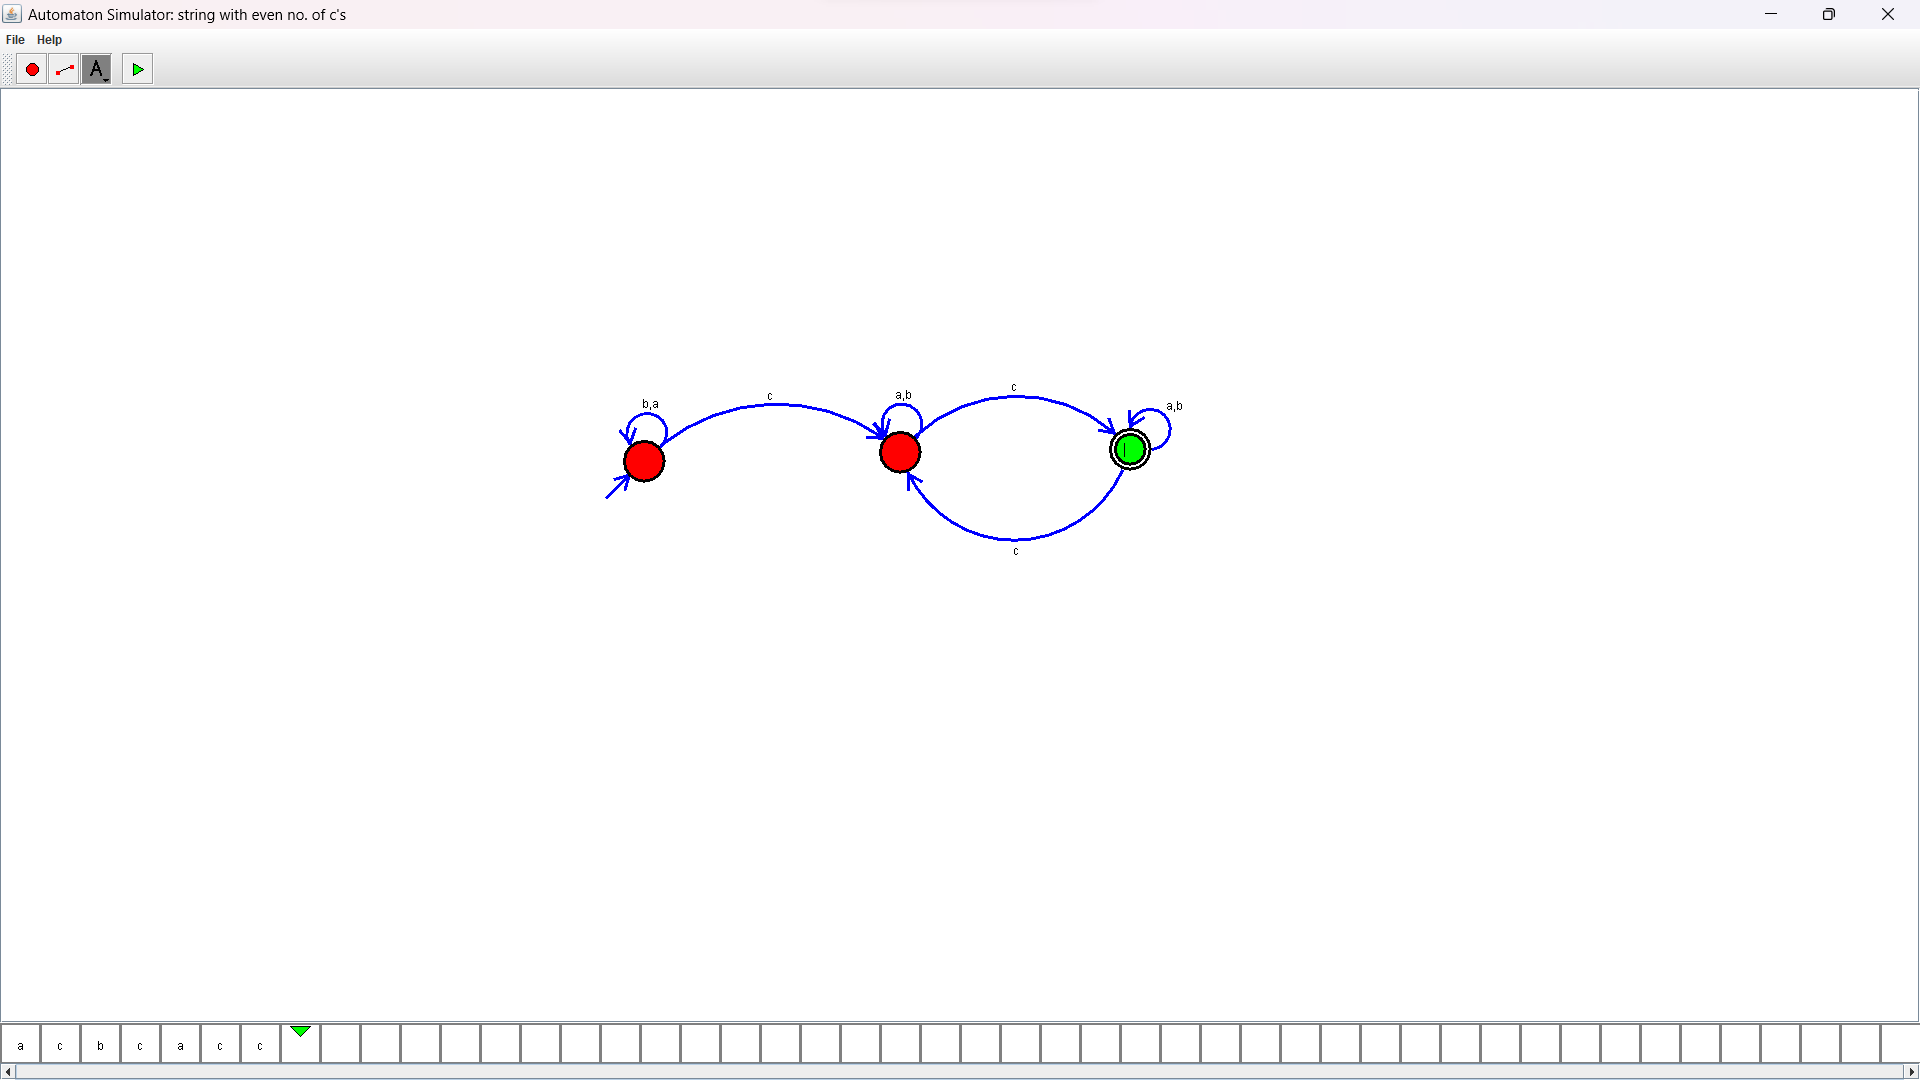 Automaton Simulator: string with even no. of c's
File Help
A
b,a
c
a,b
c
a,b
c
a c b c a c c